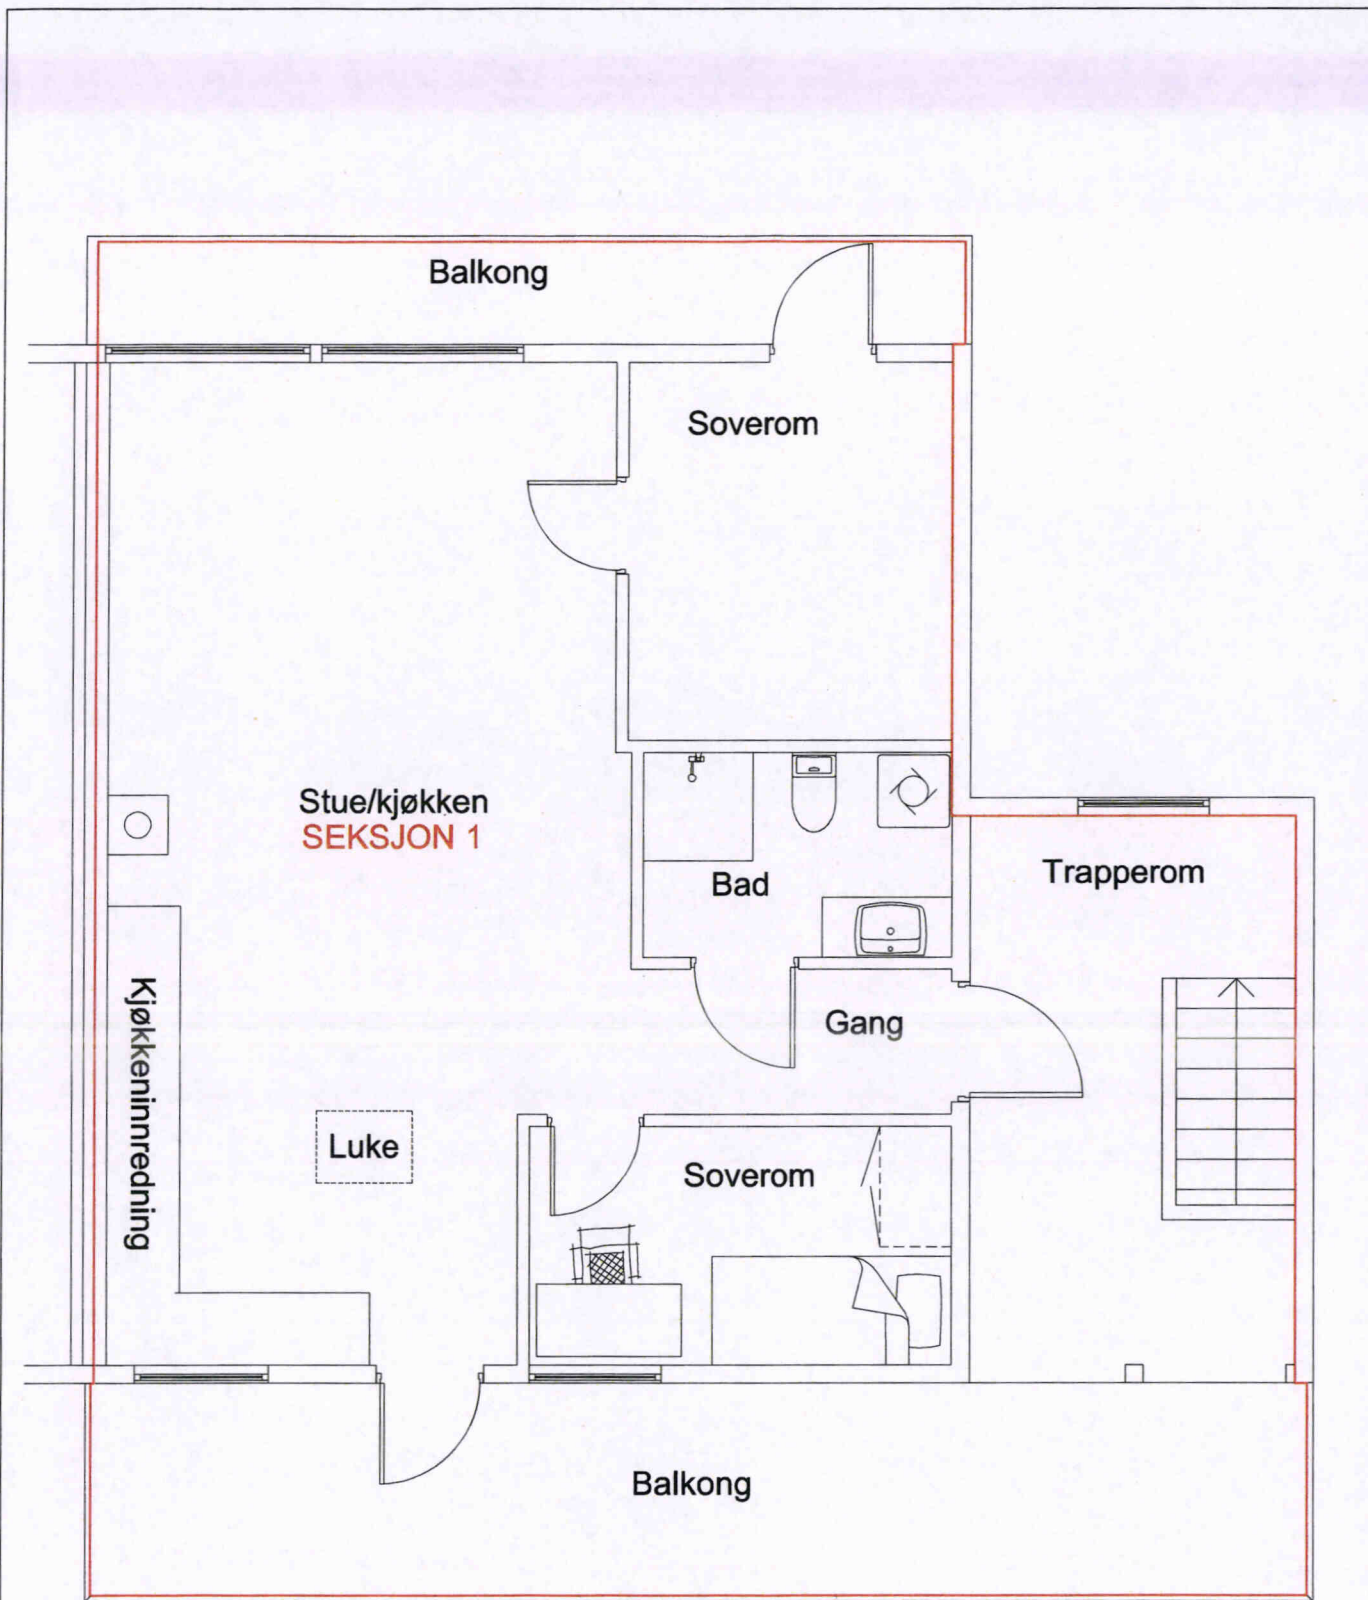 Balkong
Soverom
Stue/kjøkken
SEKSJON 1
Bad
Trapperom
Gang
Kjøkkeninnredning
Luke
Soverom
Balkong